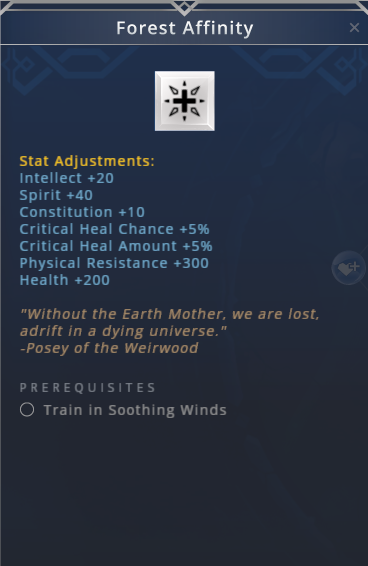 Forest Affinity
Stat Adjustments:
Intellect +20
Spirit +40
Constitution +10
Critical Heal Chance +5%
Critical Heal Amount +5%
Physical Resistance +300
Health +200
"Without the Earth Mother, we are lost,
adrift in a dying universe."
-Posey of the Weirwood
PREREQUISITES
Train in Soothing Winds